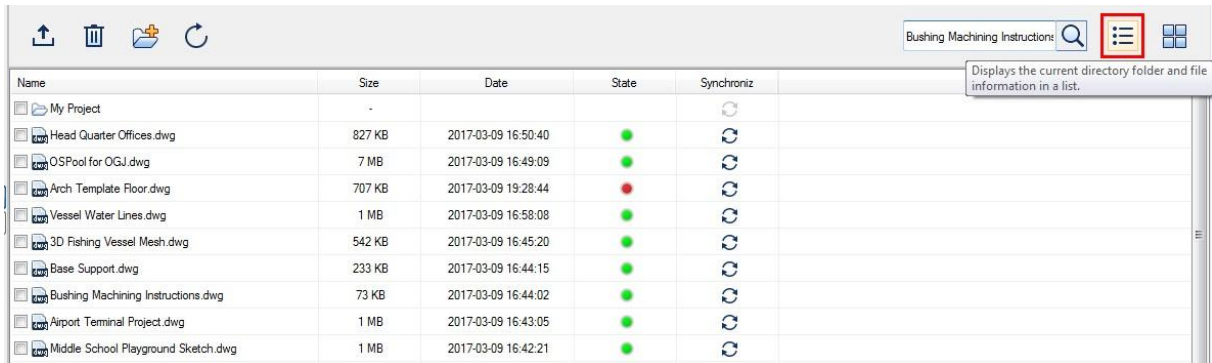 Bushing Machining Instructions
Displays the current directory folder and file
information in a list.
Name Size Date State Synchroniz
My Project -
Head Quarter Offices.dwg 827 KB 2017-03-09 16:50:40
OSPool for OGJ.dwg 7 MB 2017-03-09 16:49:09
Arch Template Floor.dwg 707 KB 2017-03-09 19:28:44
Vessel Water Lines.dwg 1 MB 2017-03-09 16:58:08
3D Fishing Vessel Mesh.dwg 542 KB 2017-03-09 16:45:20
Base Support.dwg 233 KB 2017-03-09 16:44:15
Bushing Machining Instructions.dwg 73 KB 2017-03-09 16:44:02
Airport Terminal Project.dwg 1 MB 2017-03-09 16:43:05
Middle School Playground Sketch.dwg 1 MB 2017-03-09 16:42:21